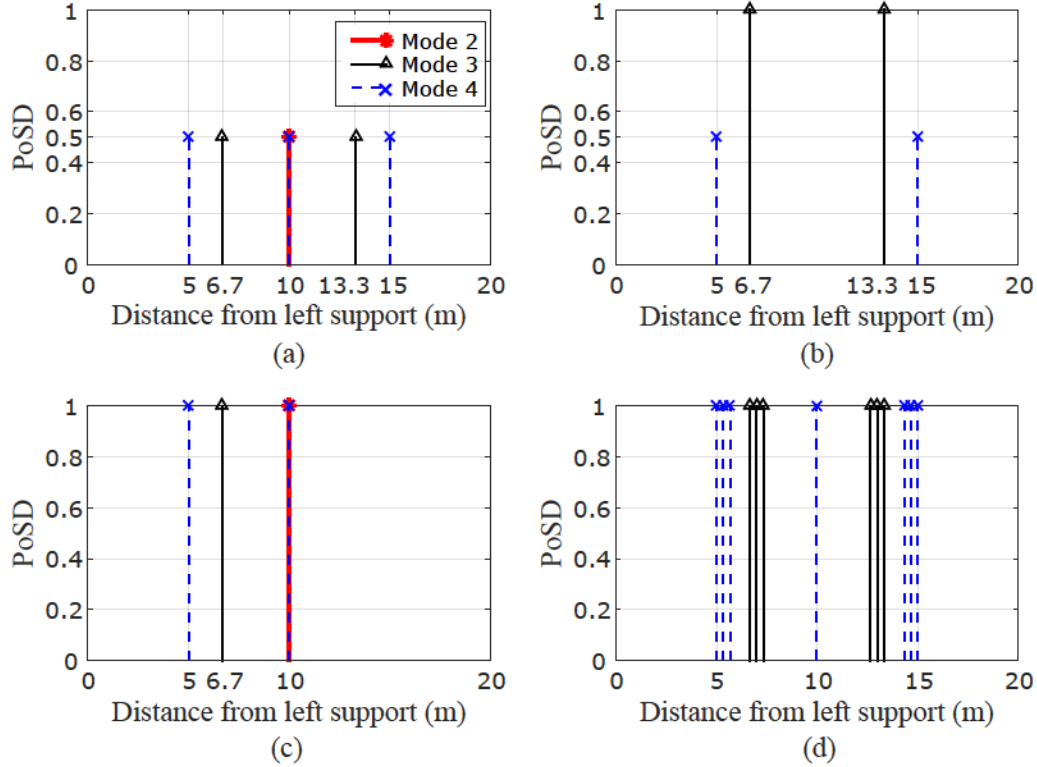 1
0.8
0.6
0.5
0.4
0.2
0
PoSD
Mode 2
Mode 3
Mode 4
0 5 6.7 10 13.3 15 20
Distance from left support (m)
(a)
1
0.8
0.6
0.5
0.4
0.2
0
PoSD
0 5 6.7 13.3 15 20
Distance from left support (m)
(b)
1
0.8
0.6
0.4
0.2
0
PoSD
0 5 6.7 10 20
Distance from left support (m)
(c)
1
0.8
0.6
0.4
0.2
0
PoSD
0 5 10 15 20
Distance from left support (m)
(d)